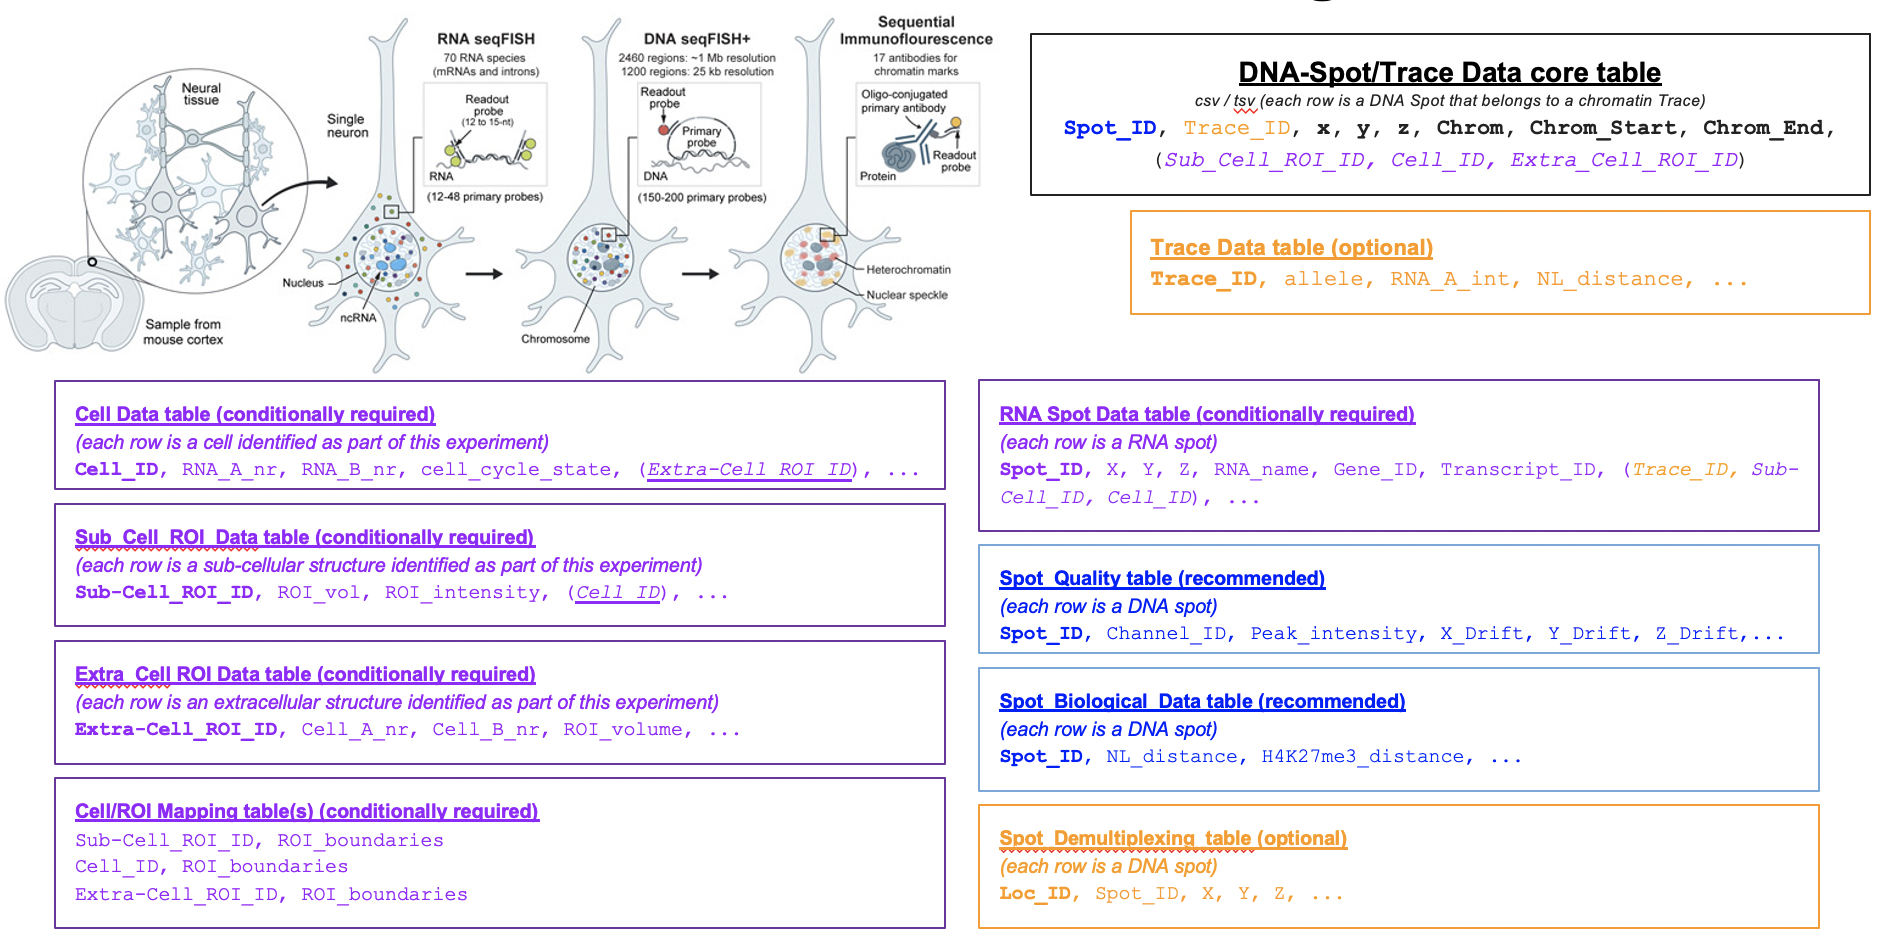 Neural
tissue
Single
neuron
Sample from
mouse cortex
RNA seqFISH
70 RNA species
(mRNAs and introns)
Readout
probe
(12 to 15-nt)
RNA
(12-48 primary probes)
Nucleus
ncRNA
DNA seqFISH+
2460 regions: ~1 Mb resolution
1200 regions: 25 kb resolution
Readout
probe
Primary
probe
DNA
(150-200 primary probes)
Chromosome
Sequential
Immunoflourescence
17 antibodies for
chromatin marks
Oligo-conjugated
primary antibody
Readout
probe
Protein
Heterochromatin
Nuclear speckle
DNA-Spot/Trace Data core table
csv / tsv (each row is a DNA Spot that belongs to a chromatin Trace)
Spot_ID, Trace_ID, x, y, z, Chrom, Chrom_Start, Chrom_End,
(Sub_Cell_ROI_ID, Cell_ID, Extra_Cell_ROI_ID)
Trace Data table (optional)
Trace_ID, allele, RNA_A_int, NL_distance, ...
Cell Data table (conditionally required)
(each row is a cell identified as part of this experiment)
Cell_ID, RNA_A_nr, RNA_B_nr, cell_cycle_state, (Extra-Cell_ROI_ID), ...
Sub_Cell_ROI_Data table (conditionally required)
(each row is a sub-cellular structure identified as part of this experiment)
Sub-Cell_ROI_ID, ROI_vol, ROI_intensity, (Cell_ID), ...
Extra_Cell ROI Data table (conditionally required)
(each row is an extracellular structure identified as part of this experiment)
Extra-Cell_ROI_ID, Cell_A_nr, Cell_B_nr, ROI_volume, ...
Cell/ROI Mapping table(s) (conditionally required)
Sub-Cell_ROI_ID, ROI_boundaries
Cell_ID, ROI_boundaries
Extra-Cell_ROI_ID, ROI_boundaries
RNA Spot Data table (conditionally required)
(each row is a RNA spot)
Spot_ID, X, Y, Z, RNA_name, Gene_ID, Transcript_ID, (Trace_ID, Sub-
Cell_ID, Cell_ID), ...
Spot_Quality table (recommended)
(each row is a DNA spot)
Spot_ID, Channel_ID, Peak_intensity, X_Drift, Y_Drift, Z_Drift,...
Spot_Biological_Data table (recommended)
(each row is a DNA spot)
Spot_ID, NL_distance, H4K27me3_distance, ...
Spot_Demultiplexing_table (optional)
(each row is a DNA spot)
Loc_ID, Spot_ID, X, Y, Z, ...